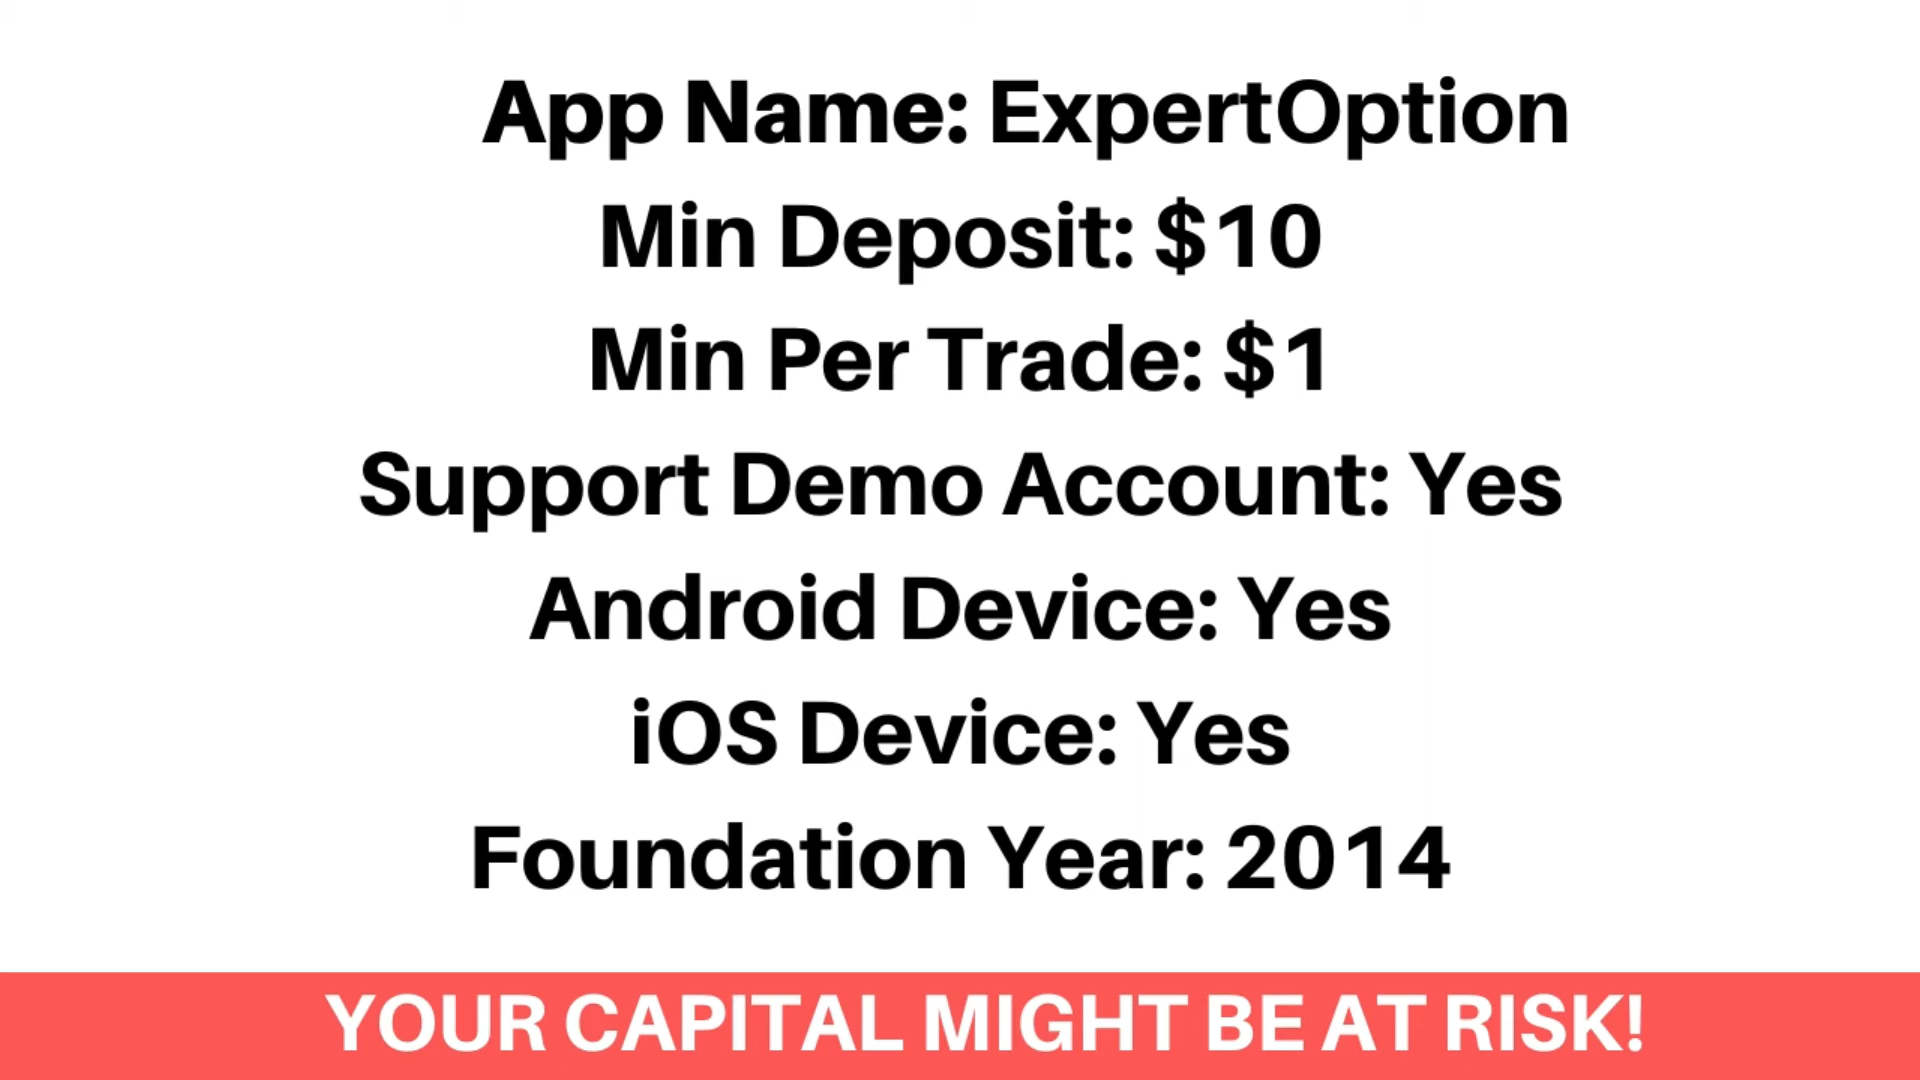 App Name: ExpertOption
Min Deposit: $10
Min Per Trade: $1
Support Demo Account: Yes
Android Device: Yes
iOS Device: Yes
Foundation Year: 2014
YOUR CAPITAL MIGHT BE AT RISK!